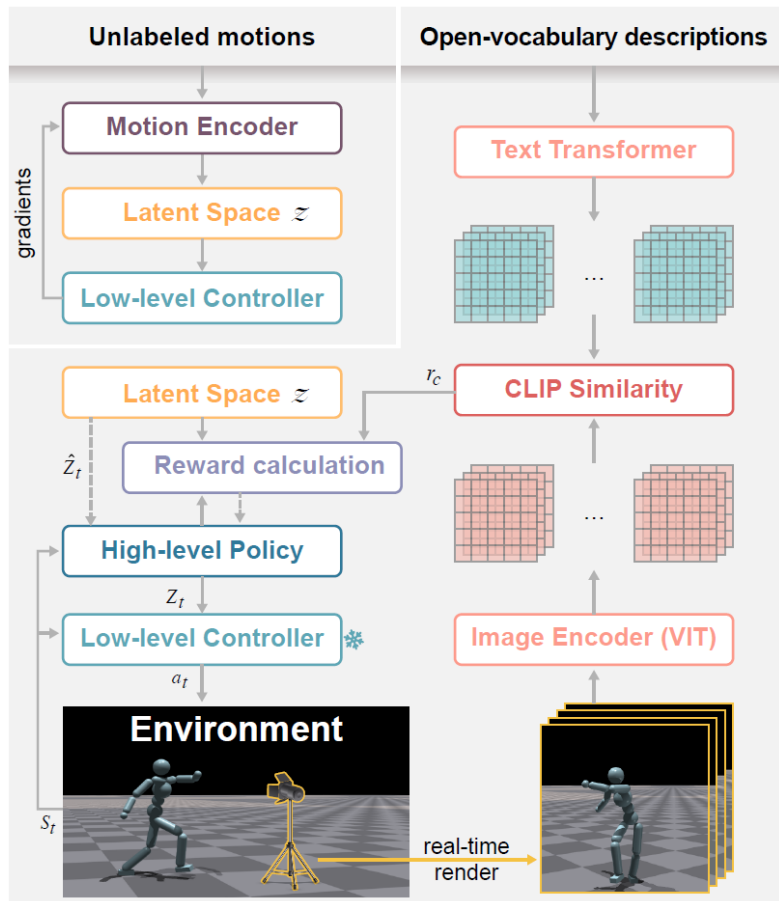 Unlabeled motions
Motion Encoder
gradients
Latent Space z
Low-level Controller
Open-vocabulary descriptions
Text Transformer
...
CLIP Similarity
r_c
Latent Space z
Ẑ_t
Reward calculation
High-level Policy
Z_t
Low-level Controller
a_t
Environment
S_t
real-time
render
...
Image Encoder (VIT)